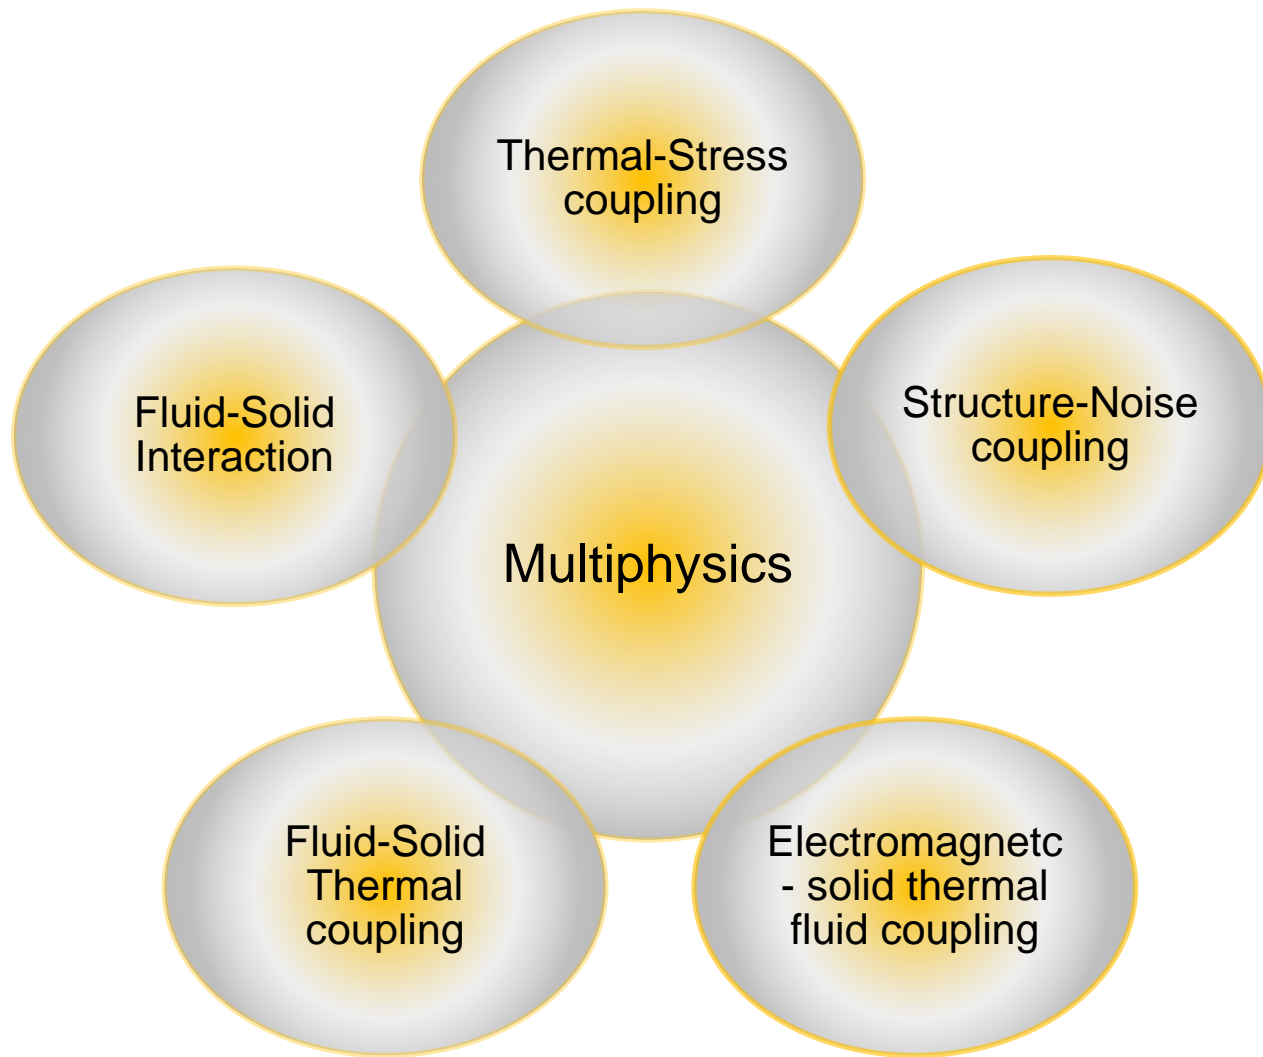 Thermal-Stress
coupling
Structure-Noise
coupling
Fluid-Solid
Interaction
Multiphysics
Fluid-Solid
Thermal
coupling
Electromagnetc
- solid thermal
fluid coupling